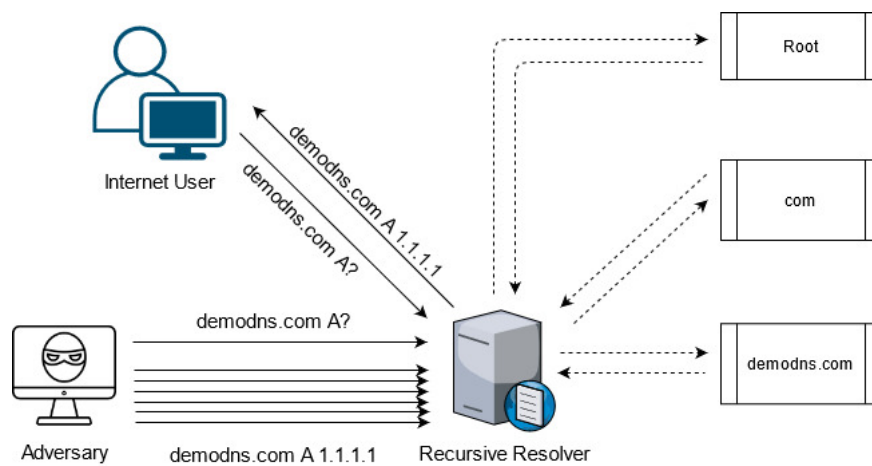 Root
Internet User
demodns.com A 1.1.1.1
demodns.com A?
com
demodns.com A?
demodns.com
Adversary
demodns.com A 1.1.1.1
Recursive Resolver